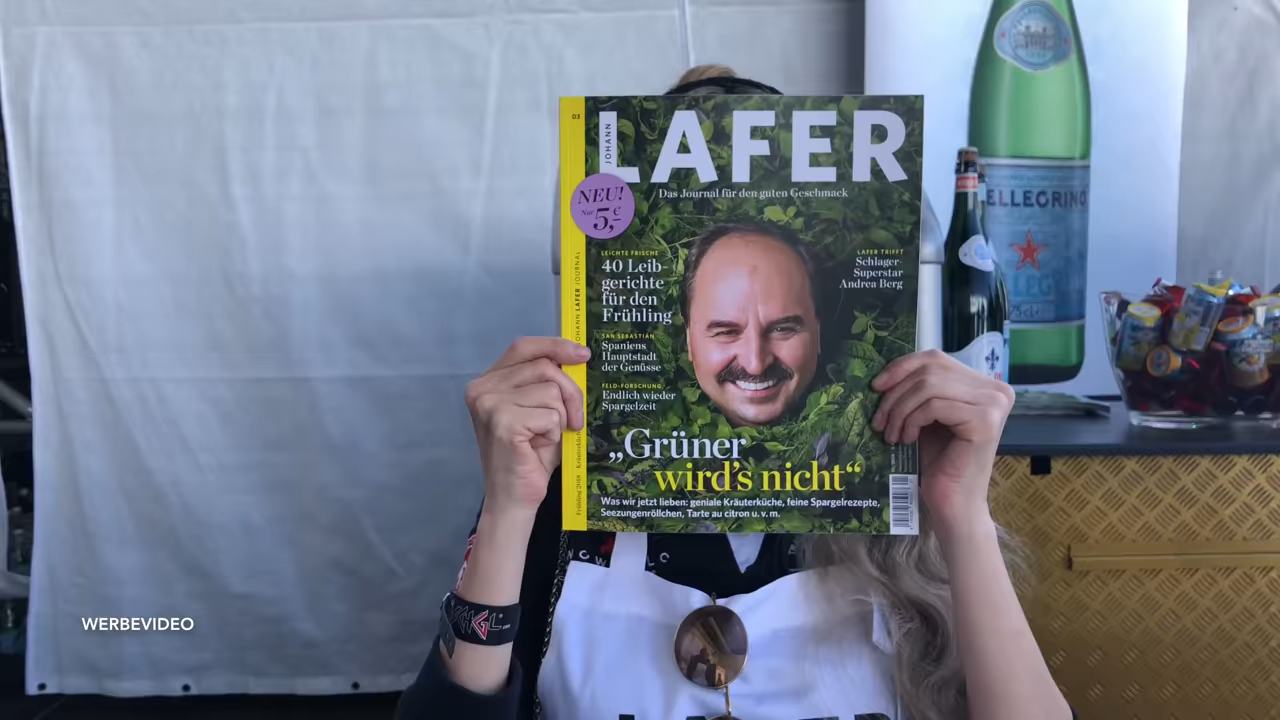 03
JOHANN
LAFER
Das Journal für den guten Geschmack
NEU!
Nur 5,- €
LEICHTE FRISCHE
40 Leib-
gerichte
für den
Frühling
SAN SEBASTIÁN
Spaniens
Hauptstadt
der Genüsse
FELD-FORSCHUNG
Endlich wieder
Spargelzeit
LAFER TRIFFT
Schlager-
Superstar
Andrea Berg
„Grüner
wird's nicht“
Was wir jetzt lieben: geniale Kräuterküche, feine Spargelrezepte,
Seezungenröllchen, Tarte au citron u. v. m.
JOHANN LAFER JOURNAL
Frühling 2018
ELLEGRINO
75cl
WERBEVIDEO